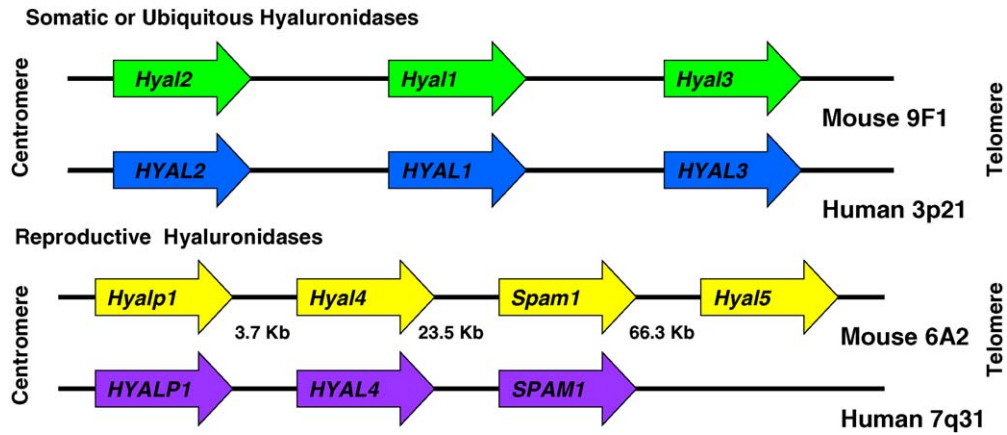 Somatic or Ubiquitous Hyaluronidases
Centromere
Hyal2 Hyal1 Hyal3
Mouse 9F1
HYAL2 HYAL1 HYAL3
Human 3p21
Telomere
Reproductive Hyaluronidases
Centromere
Hyalp1 Hyal4 Spam1 Hyal5
3.7 Kb 23.5 Kb 66.3 Kb
Mouse 6A2
HYALP1 HYAL4 SPAM1
Human 7q31
Telomere